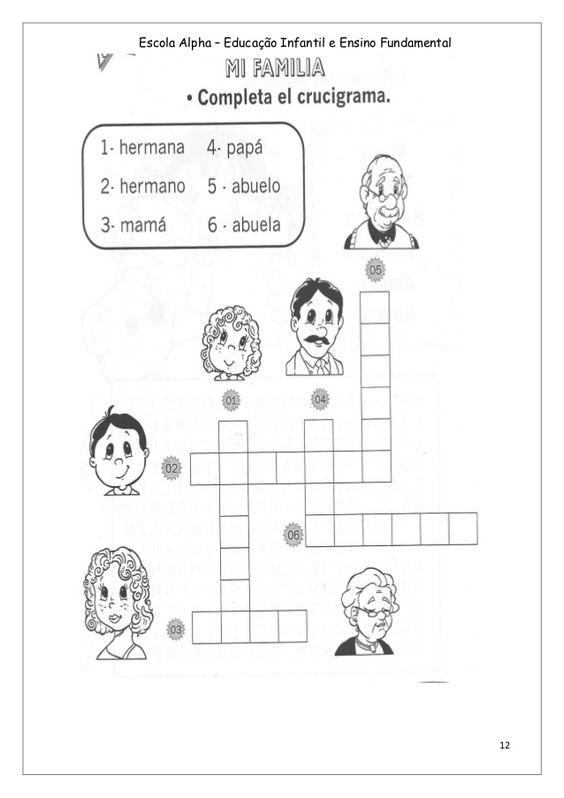 Escola Alpha – Educação Infantil e Ensino Fundamental
MI FAMILIA
• Completa el crucigrama.
1- hermana 4- papá
2- hermano 5 - abuelo
3- mamá 6 - abuela
05
01 04
02
06
03
12